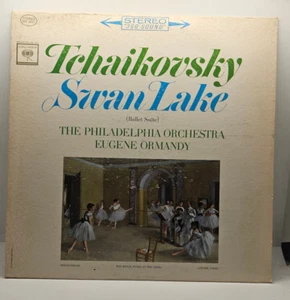 STEREO
Tchaikovsky
Swan Lake
(Ballet Suite)
THE PHILADELPHIA ORCHESTRA
EUGENE ORMANDY